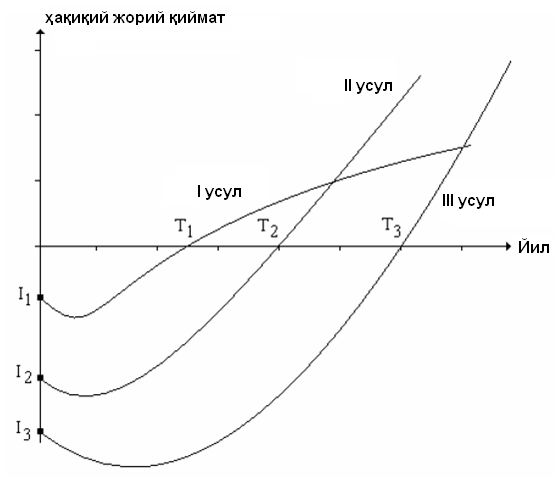 ҳақиқий жорий қиймат
II усул
I усул
III усул
T1
T2
T3
Йил
I1
I2
I3